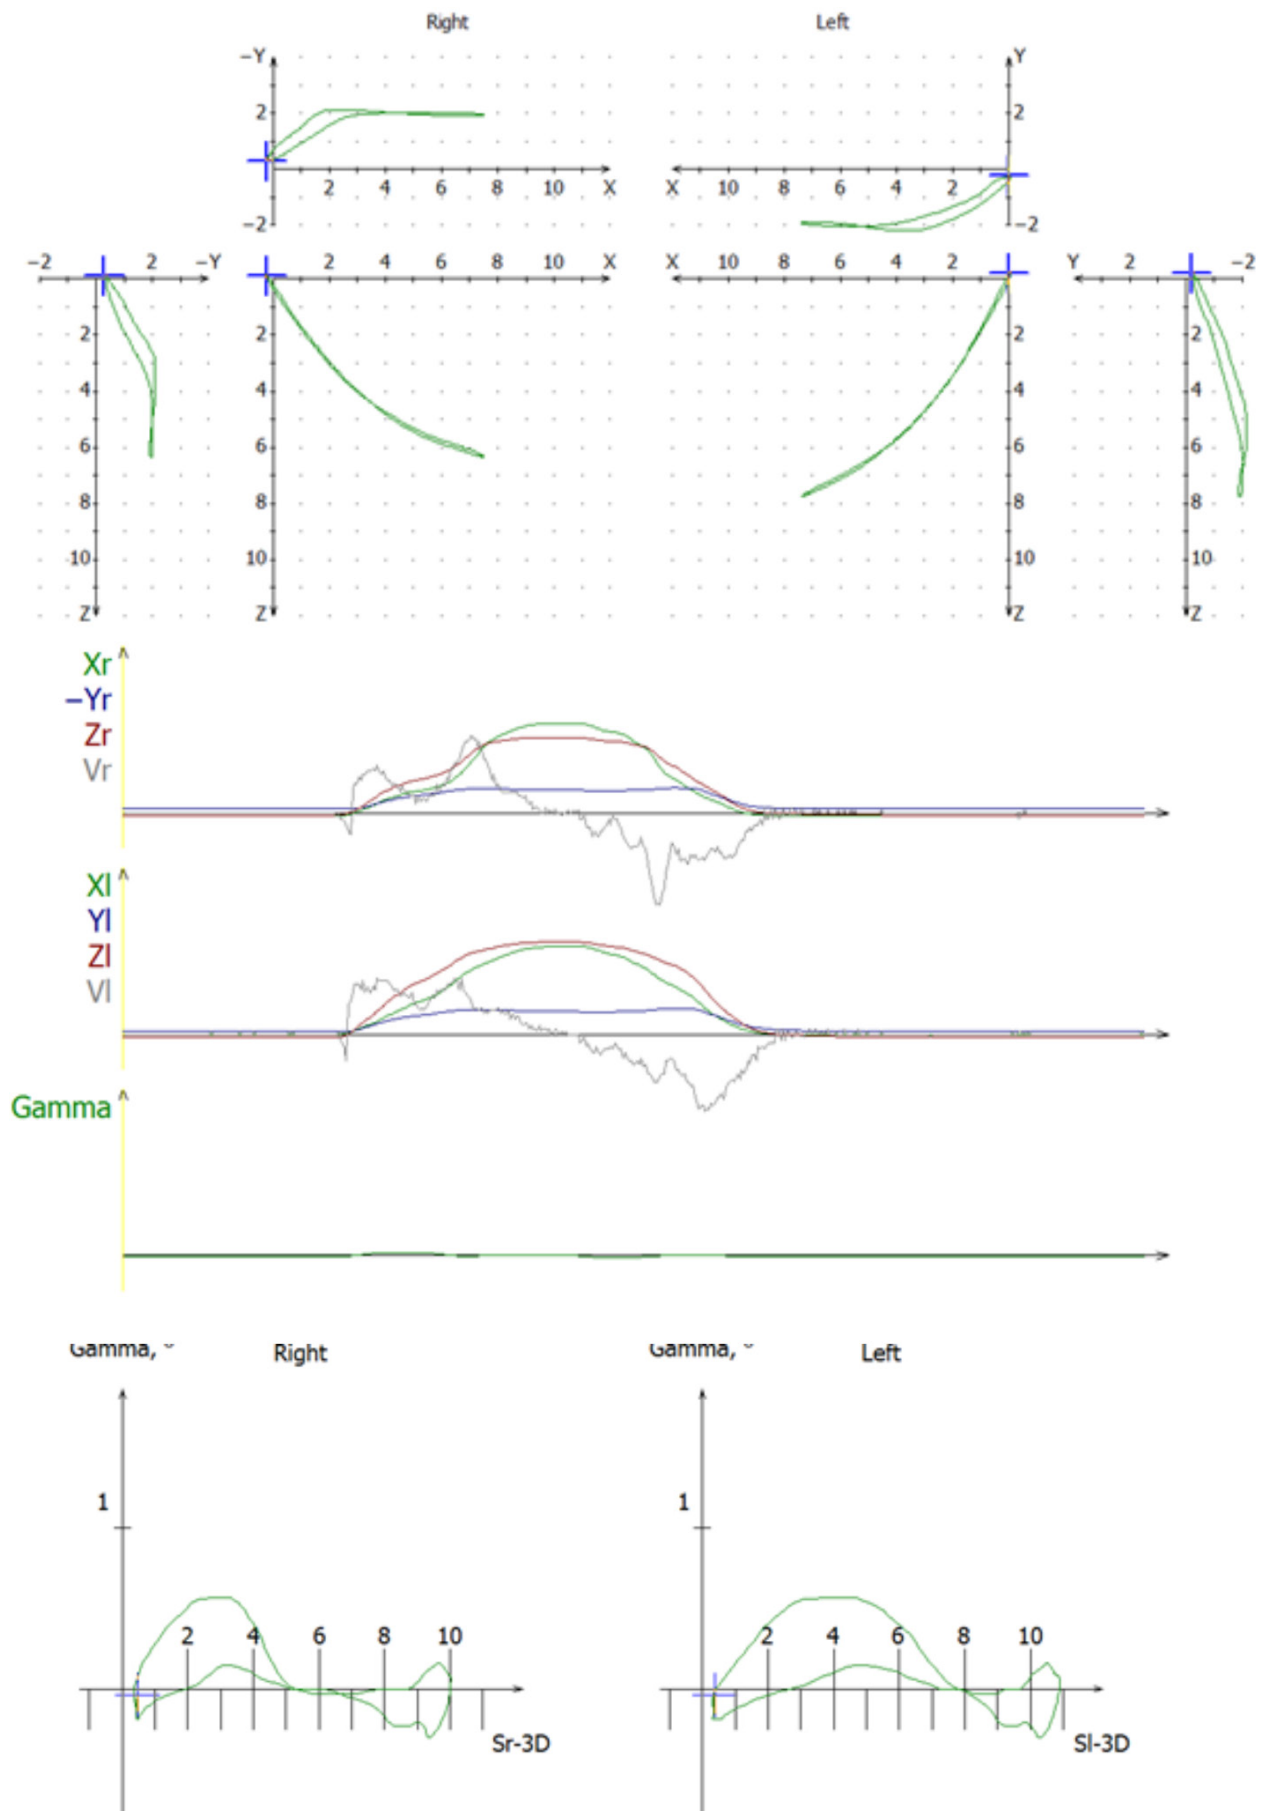 Right Left
−Y Y
2 2
2 4 6 8 10 X X 10 8 6 4 2
−2 −2
−2 2 −Y 2 4 6 8 10 X X 10 8 6 4 2 Y 2 −2
2 2 2 2
4 4 4 4
6 6 6 6
8 8 8 8
10 10 10 10
Z Z Z Z
Xr
−Yr
Zr
Vr
Xl
Yl
Zl
Vl
Gamma
Gamma, ° Right Gamma, ° Left
1 1
2 4 6 8 10 2 4 6 8 10
Sr-3D Sl-3D